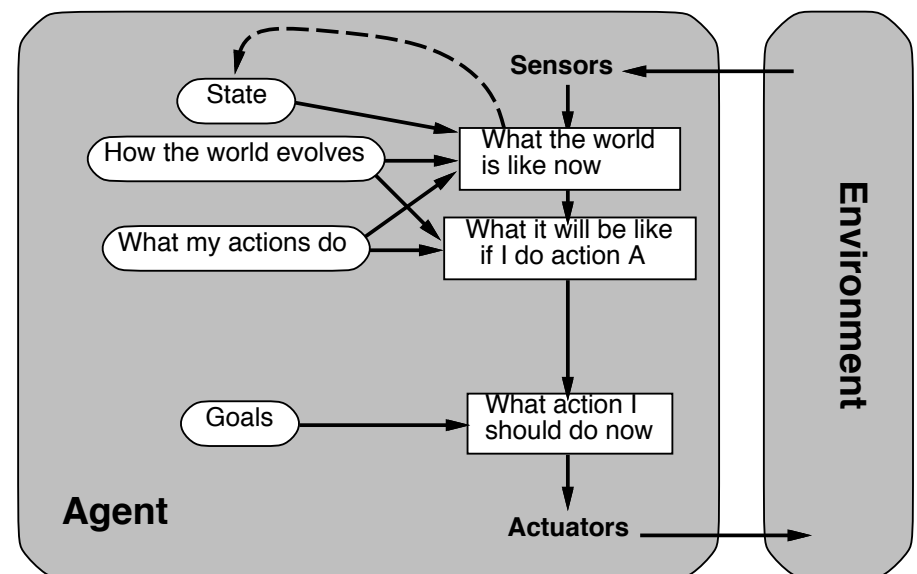 Sensors
State
What the world
is like now
How the world evolves
What it will be like
if I do action A
What my actions do
Environment
What action I
should do now
Goals
Agent
Actuators